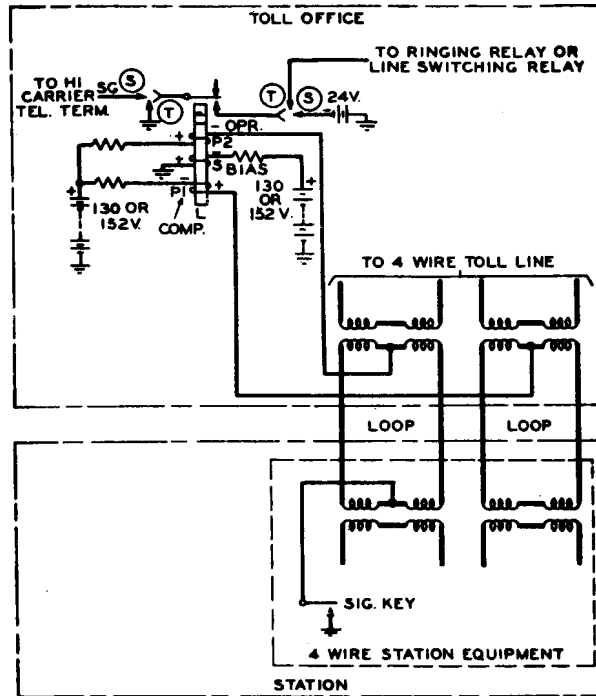 TOLL OFFICE
TO RINGING RELAY OR
LINE SWITCHING RELAY
TO HI
CARRIER
TEL. TERM.
SG
S
T
T
S
24V.
-
+ - OPR.
P2
+ -
S
BIAS
- +
P1
L
COMP.
+
130 OR
152V.
130 OR
152V.
+
TO 4 WIRE TOLL LINE
LOOP
LOOP
SIG. KEY
4 WIRE STATION EQUIPMENT
STATION